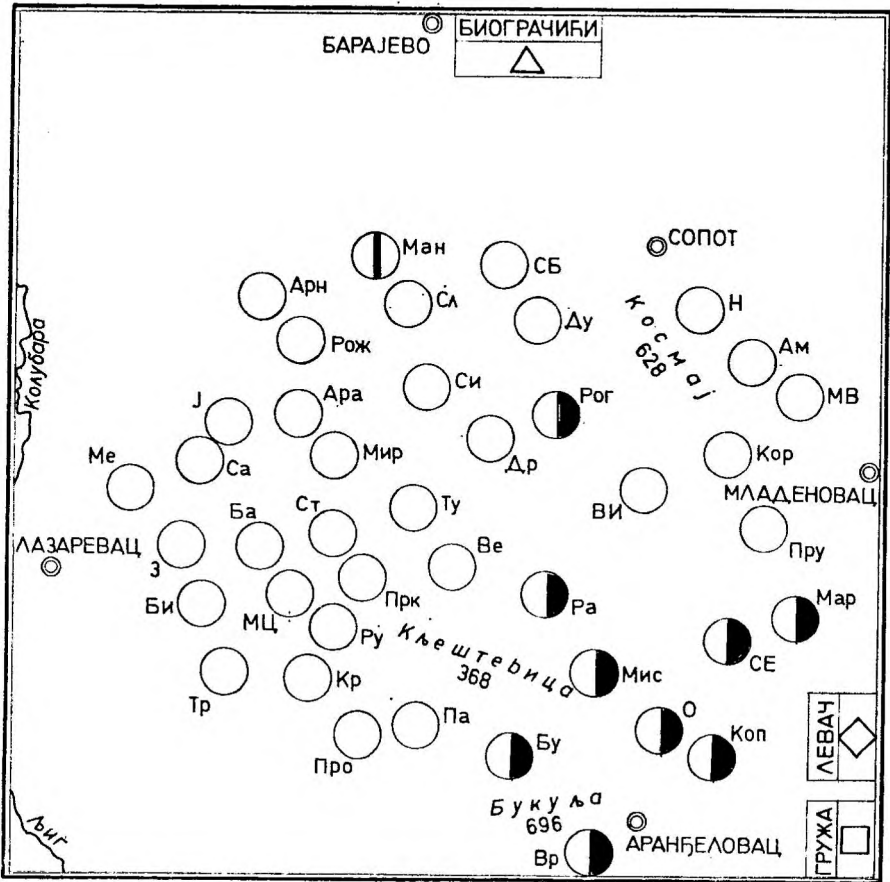 БАРАЈЕВО
БИОГРАЧИЋИ
СОПОТ
Ман
СБ
Арн
Сл
Ду
Н
Космај
628
Рож
Ам
Колубара
Си
МВ
Ј
Ара
Рог
Мир
Др
Кор
Са
Ме
МЛАДЕНОВАЦ
Ст
Ту
ВИ
Ба
Ве
Пру
ЛАЗАРЕВАЦ
З
Прк
Ра
Мар
Би
МЦ
Ру
СЕ
Кљештевица
368
Мис
Кр
Тр
О
ЛЕВАЧ
Па
Бу
Коп
Про
Букуља
696
Љиг
АРАНЂЕЛОВАЦ
ГРУЖА
Вр